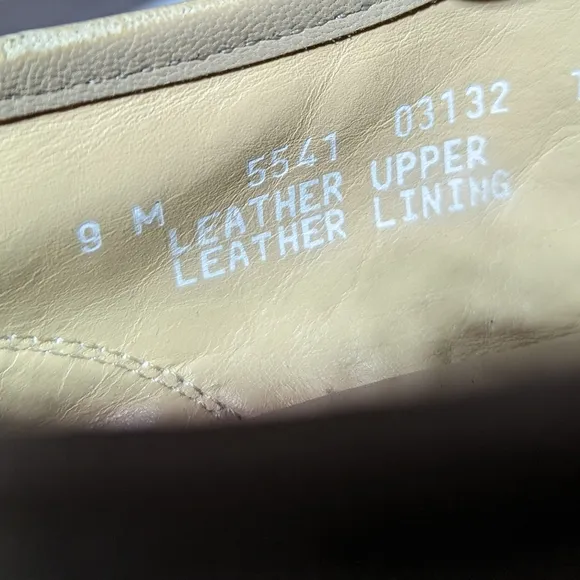 9 M 5541 03132
LEATHER UPPER
LEATHER LINING